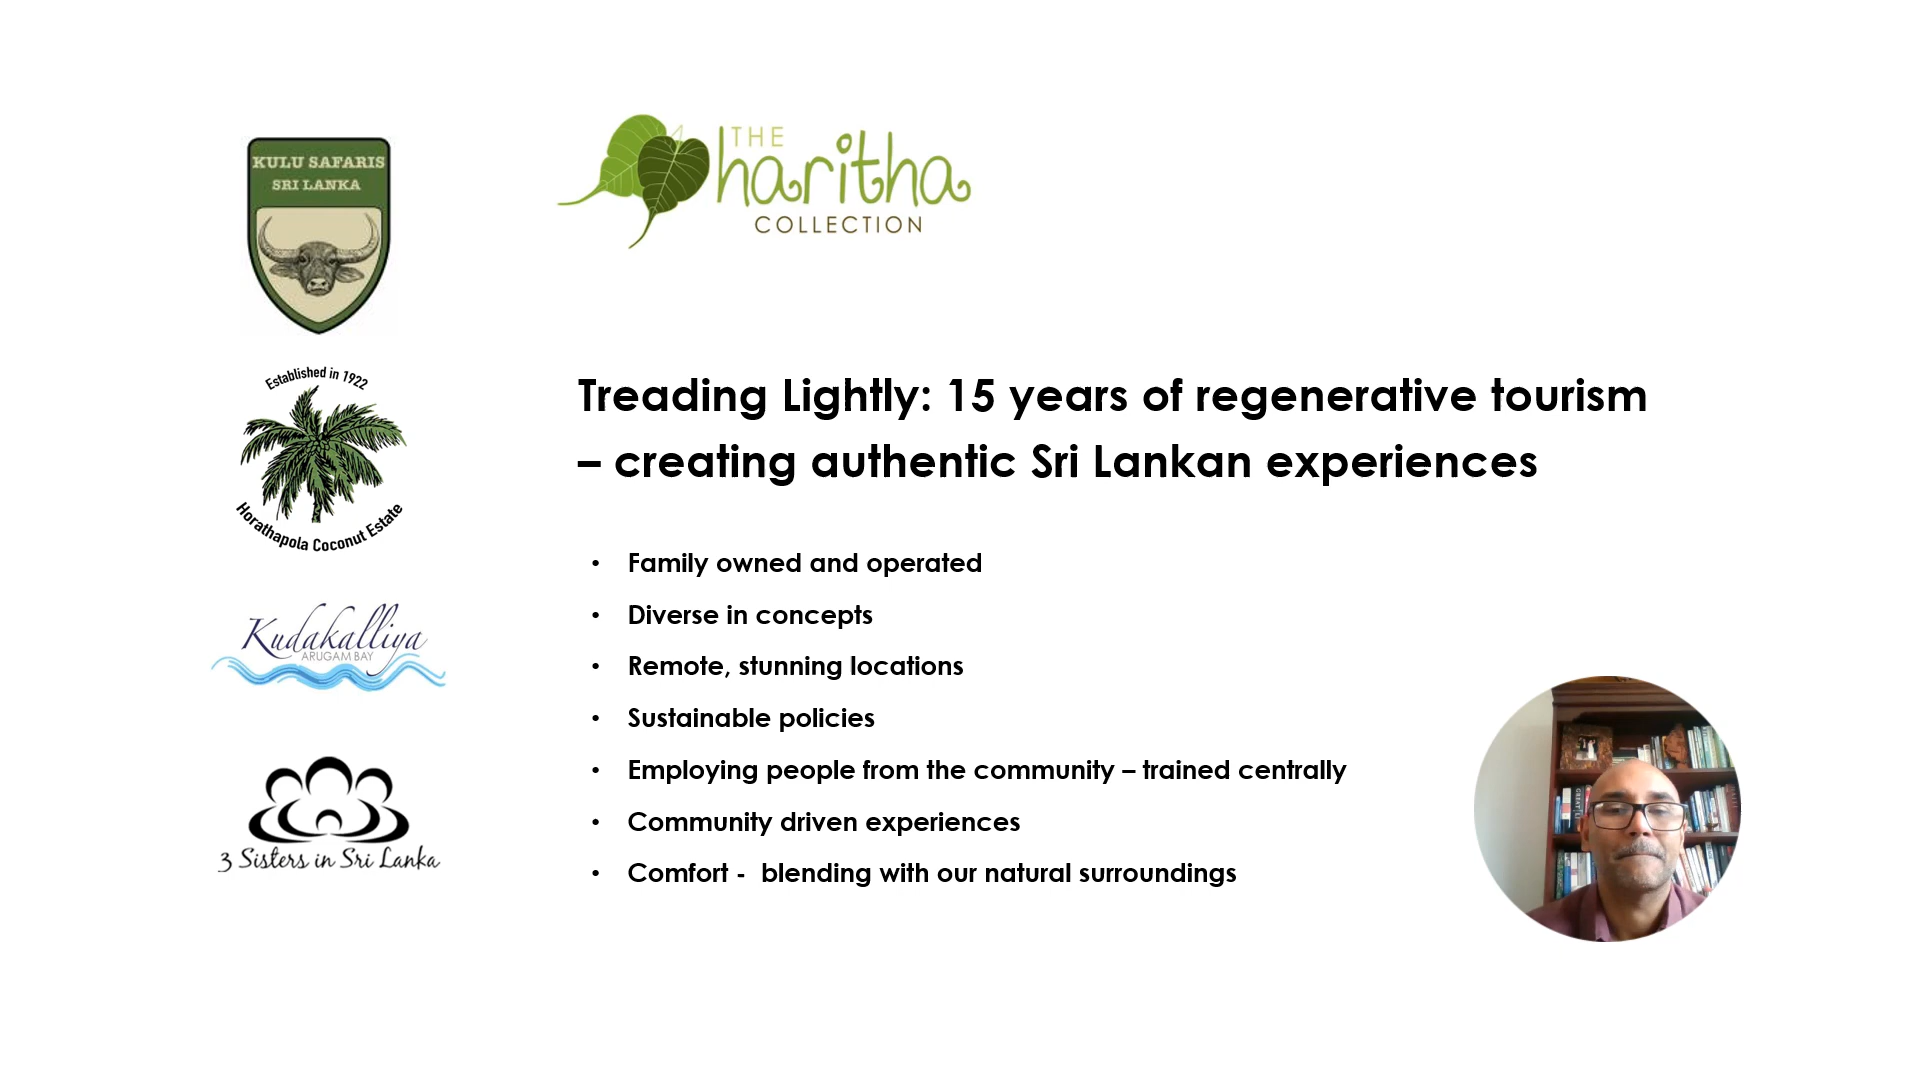 KULU SAFARIS
SRI LANKA
THE
haritha
COLLECTION
Established in 1922
Horathapola Coconut Estate
Kudakalliya
ARUGAM BAY
3 Sisters in Sri Lanka
Treading Lightly: 15 years of regenerative tourism
– creating authentic Sri Lankan experiences
• Family owned and operated
• Diverse in concepts
• Remote, stunning locations
• Sustainable policies
• Employing people from the community – trained centrally
• Community driven experiences
• Comfort -  blending with our natural surroundings